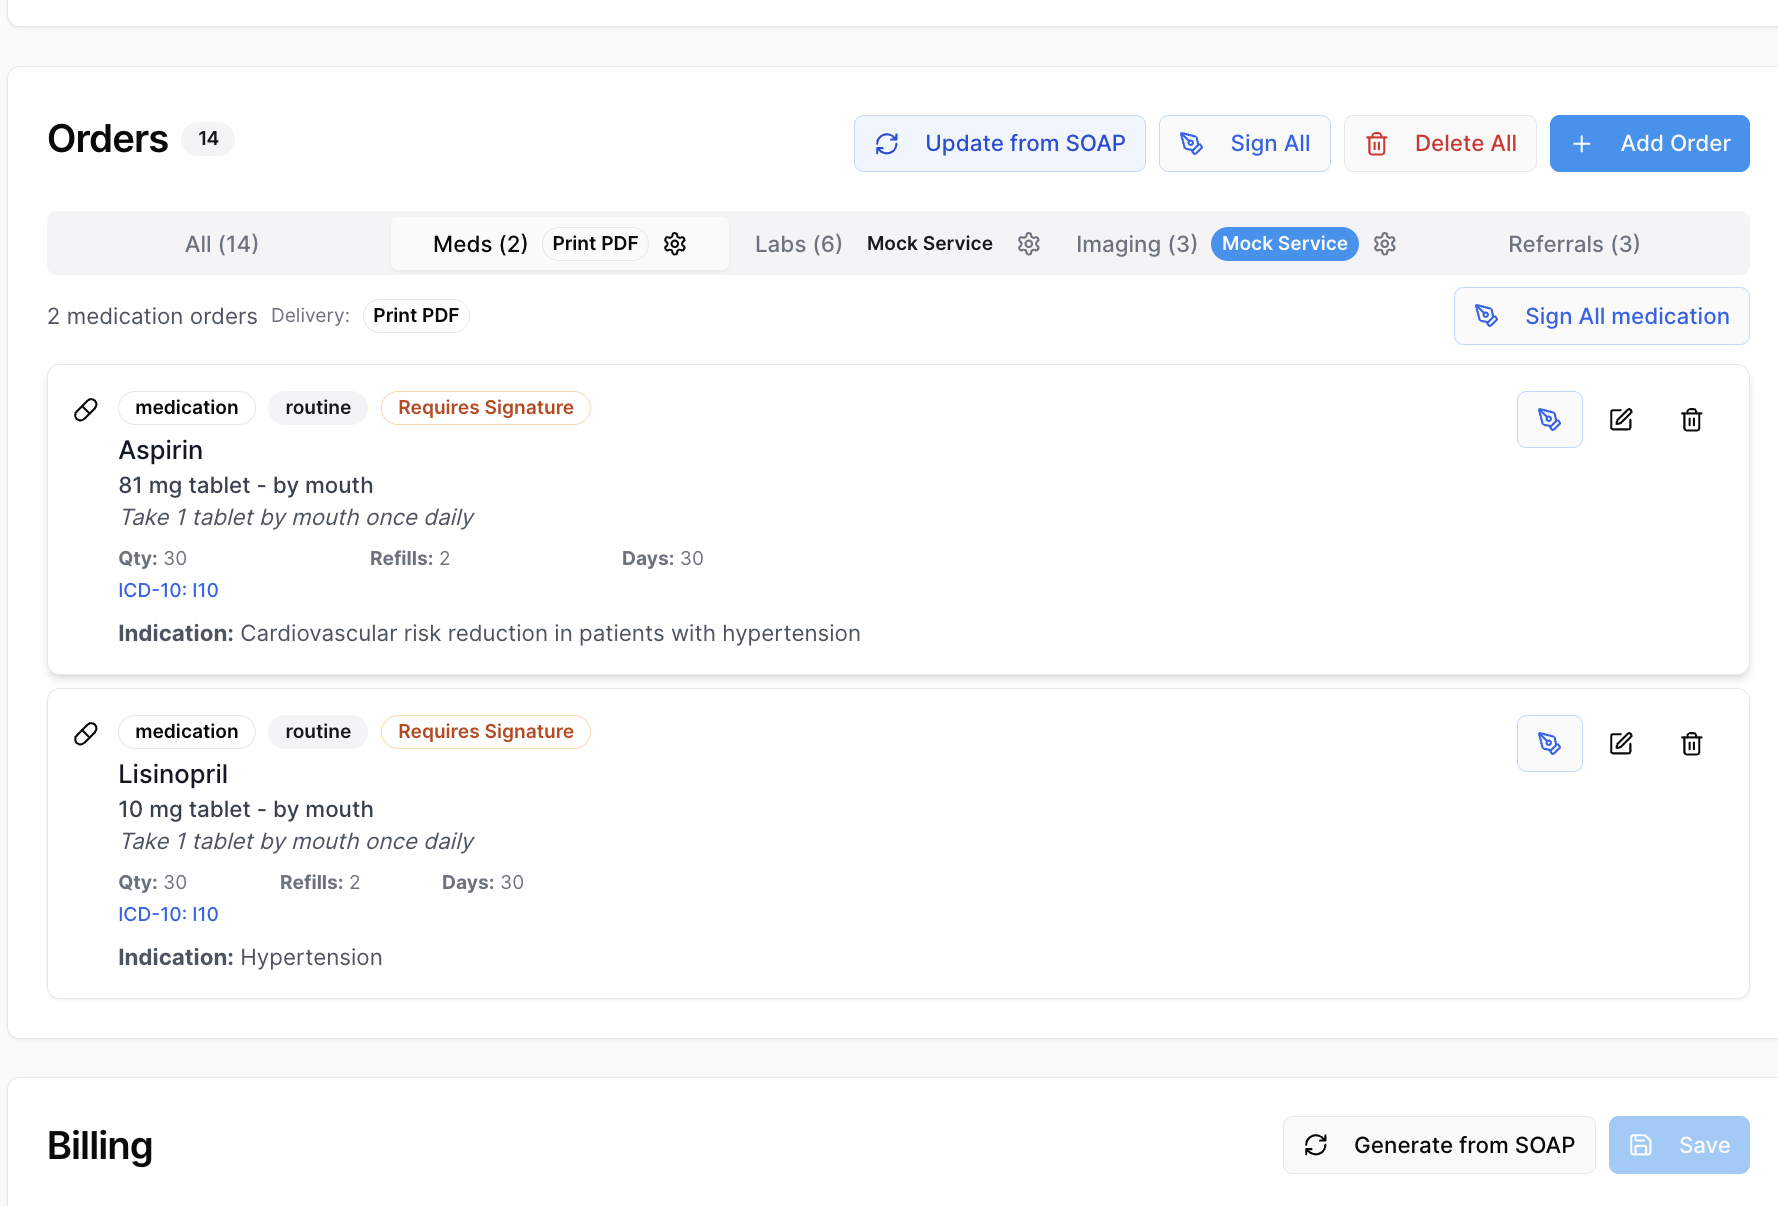 Orders 14 Update from SOAP Sign All Delete All Add Order
All (14) Meds (2) Print PDF Labs (6) Mock Service Imaging (3) Mock Service Referrals (3)
2 medication orders Delivery: Print PDF Sign All medication
medication routine Requires Signature
Aspirin
81 mg tablet - by mouth
Take 1 tablet by mouth once daily
Qty: 30 Refills: 2 Days: 30
ICD-10: I10
Indication: Cardiovascular risk reduction in patients with hypertension
medication routine Requires Signature
Lisinopril
10 mg tablet - by mouth
Take 1 tablet by mouth once daily
Qty: 30 Refills: 2 Days: 30
ICD-10: I10
Indication: Hypertension
Billing Generate from SOAP Save